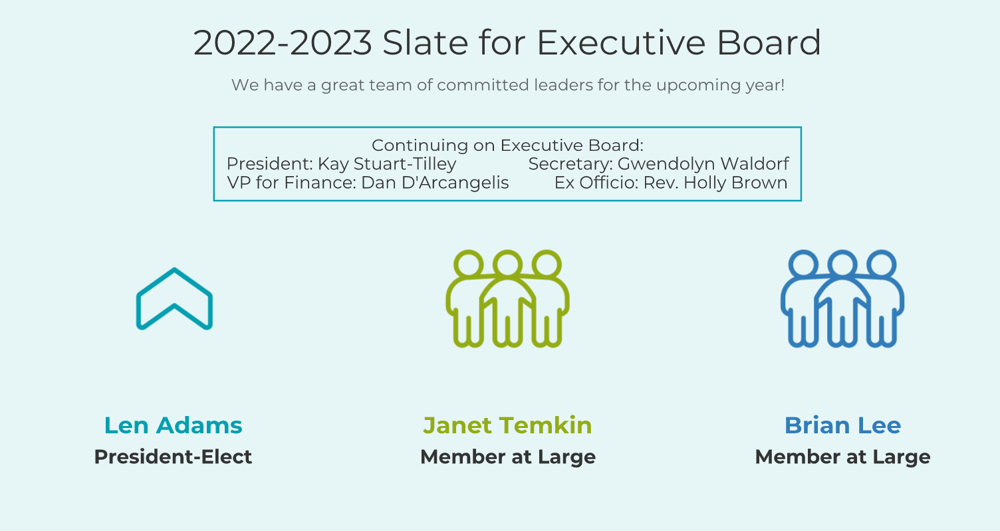 2022-2023 Slate for Executive Board
We have a great team of committed leaders for the upcoming year!
Continuing on Executive Board:
President: Kay Stuart-Tilley Secretary: Gwendolyn Waldorf
VP for Finance: Dan D'Arcangelis Ex Officio: Rev. Holly Brown
Len Adams
President-Elect
Janet Temkin
Member at Large
Brian Lee
Member at Large